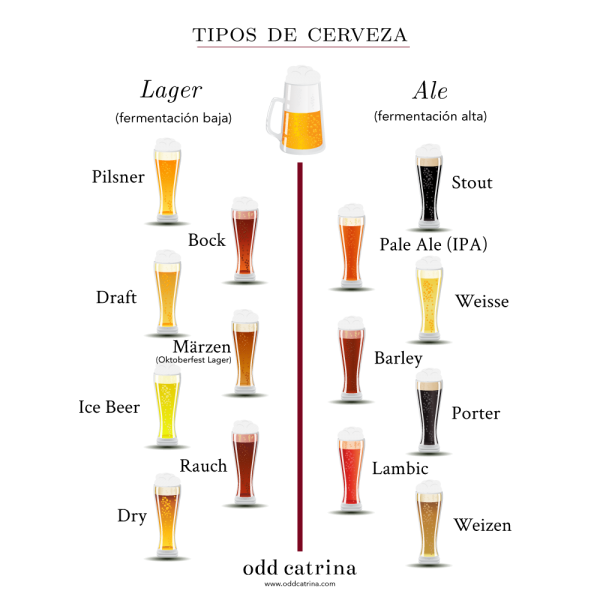 TIPOS DE CERVEZA
Lager
(fermentación baja)
Ale
(fermentación alta)
Pilsner
Bock
Draft
Märzen
(Oktoberfest Lager)
Ice Beer
Rauch
Dry
Stout
Pale Ale (IPA)
Weisse
Barley
Porter
Lambic
Weizen
odd catrina
www.oddcatrina.com